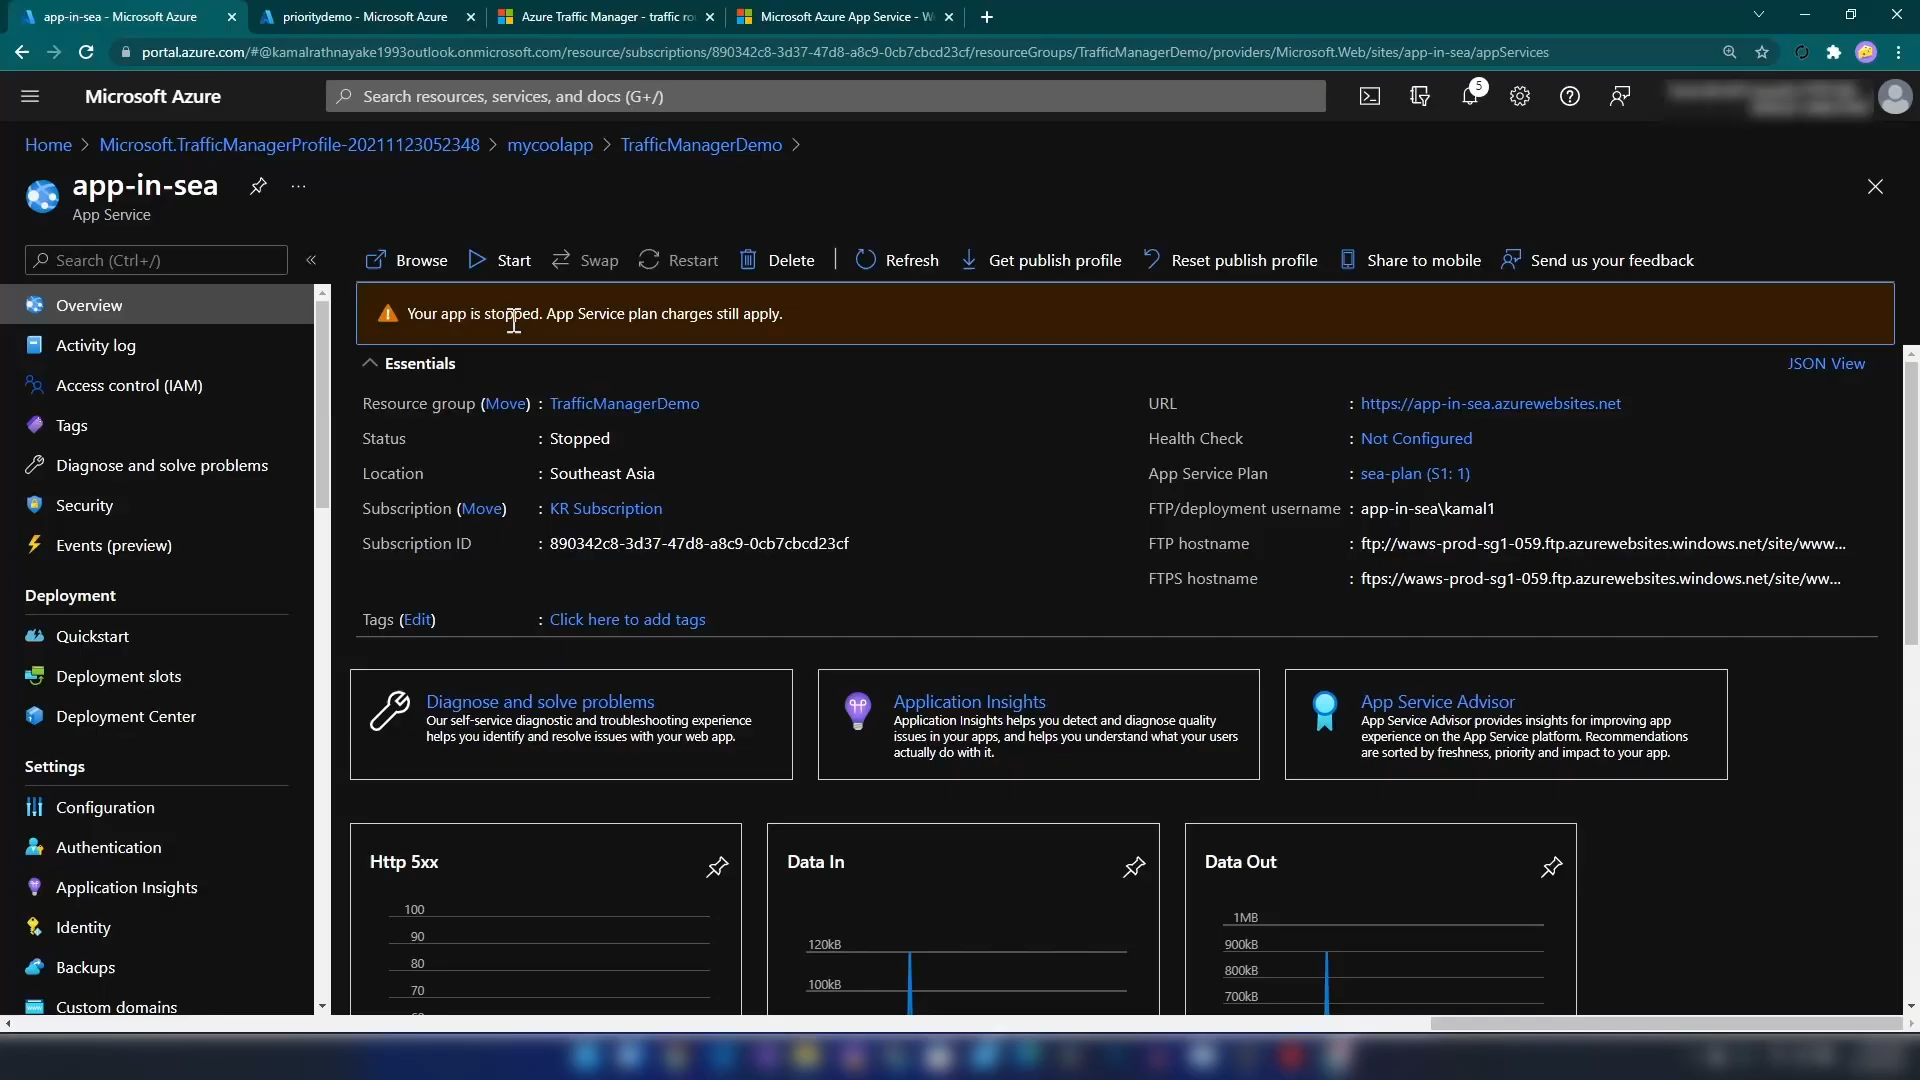 app-in-sea - Microsoft Azure
prioritydemo - Microsoft Azure
Azure Traffic Manager - traffic ro
Microsoft Azure App Service - W
portal.azure.com/#@kamalrathnayake1993outlook.onmicrosoft.com/resource/subscriptions/890342c8-3d37-47d8-a8c9-0cb7cbcd23cf/resourceGroups/TrafficManagerDemo/providers/Microsoft.Web/sites/app-in-sea/appServices
Microsoft Azure
Search resources, services, and docs (G+/)
5
Home > Microsoft.TrafficManagerProfile-20211123052348 > mycoolapp > TrafficManagerDemo >
app-in-sea
App Service
Search (Ctrl+/)
«
Browse
Start
Swap
Restart
Delete
Refresh
Get publish profile
Reset publish profile
Share to mobile
Send us your feedback
Overview
Activity log
Access control (IAM)
Tags
Diagnose and solve problems
Security
Events (preview)
Deployment
Quickstart
Deployment slots
Deployment Center
Settings
Configuration
Authentication
Application Insights
Identity
Backups
Custom domains
Your app is stopped. App Service plan charges still apply.
Essentials
JSON View
Resource group (Move) : TrafficManagerDemo
Status : Stopped
Location : Southeast Asia
Subscription (Move) : KR Subscription
Subscription ID : 890342c8-3d37-47d8-a8c9-0cb7cbcd23cf
URL : https://app-in-sea.azurewebsites.net
Health Check : Not Configured
App Service Plan : sea-plan (S1: 1)
FTP/deployment username : app-in-sea\kamal1
FTP hostname : ftp://waws-prod-sg1-059.ftp.azurewebsites.windows.net/site/www...
FTPS hostname : ftps://waws-prod-sg1-059.ftp.azurewebsites.windows.net/site/ww...
Tags (Edit) : Click here to add tags
Diagnose and solve problems
Our self-service diagnostic and troubleshooting experience
helps you identify and resolve issues with your web app.
Application Insights
Application Insights helps you detect and diagnose quality
issues in your apps, and helps you understand what your users
actually do with it.
App Service Advisor
App Service Advisor provides insights for improving app
experience on the App Service platform. Recommendations
are sorted by freshness, priority and impact to your app.
Http 5xx
100
90
80
70
Data In
120kB
100kB
Data Out
1MB
900kB
800kB
700kB